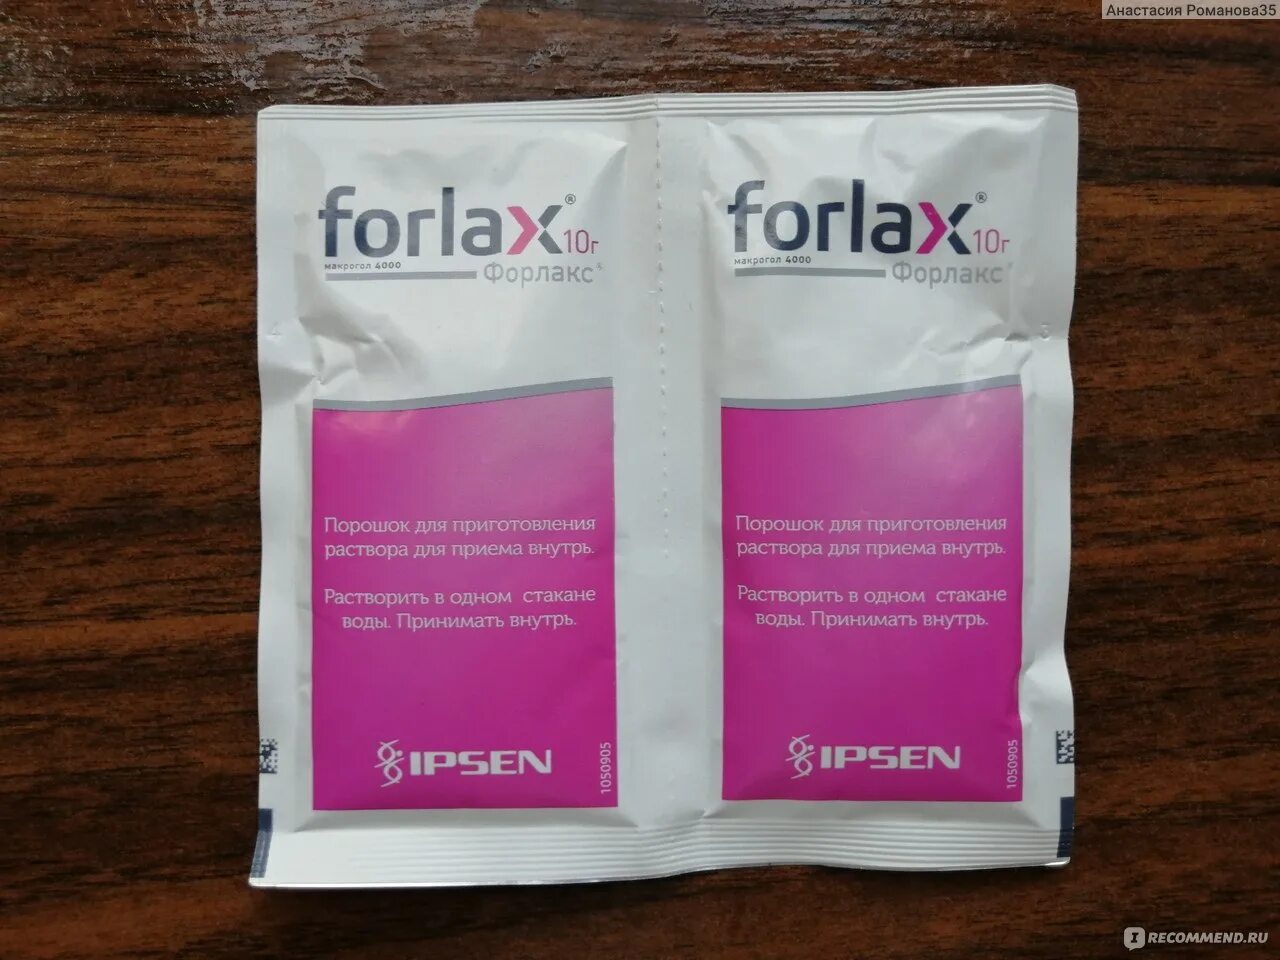 Анастасия Романова35
forlax® 10г
макрогол 4000
Форлакс®
Порошок для приготовления
раствора для приема внутрь.
Растворить в одном стакане
воды. Принимать внутрь.
IPSEN
1050905
forlax® 10г
макрогол 4000
Форлакс®
Порошок для приготовления
раствора для приема внутрь.
Растворить в одном стакане
воды. Принимать внутрь.
IPSEN
1050905
IRECOMMEND.RU